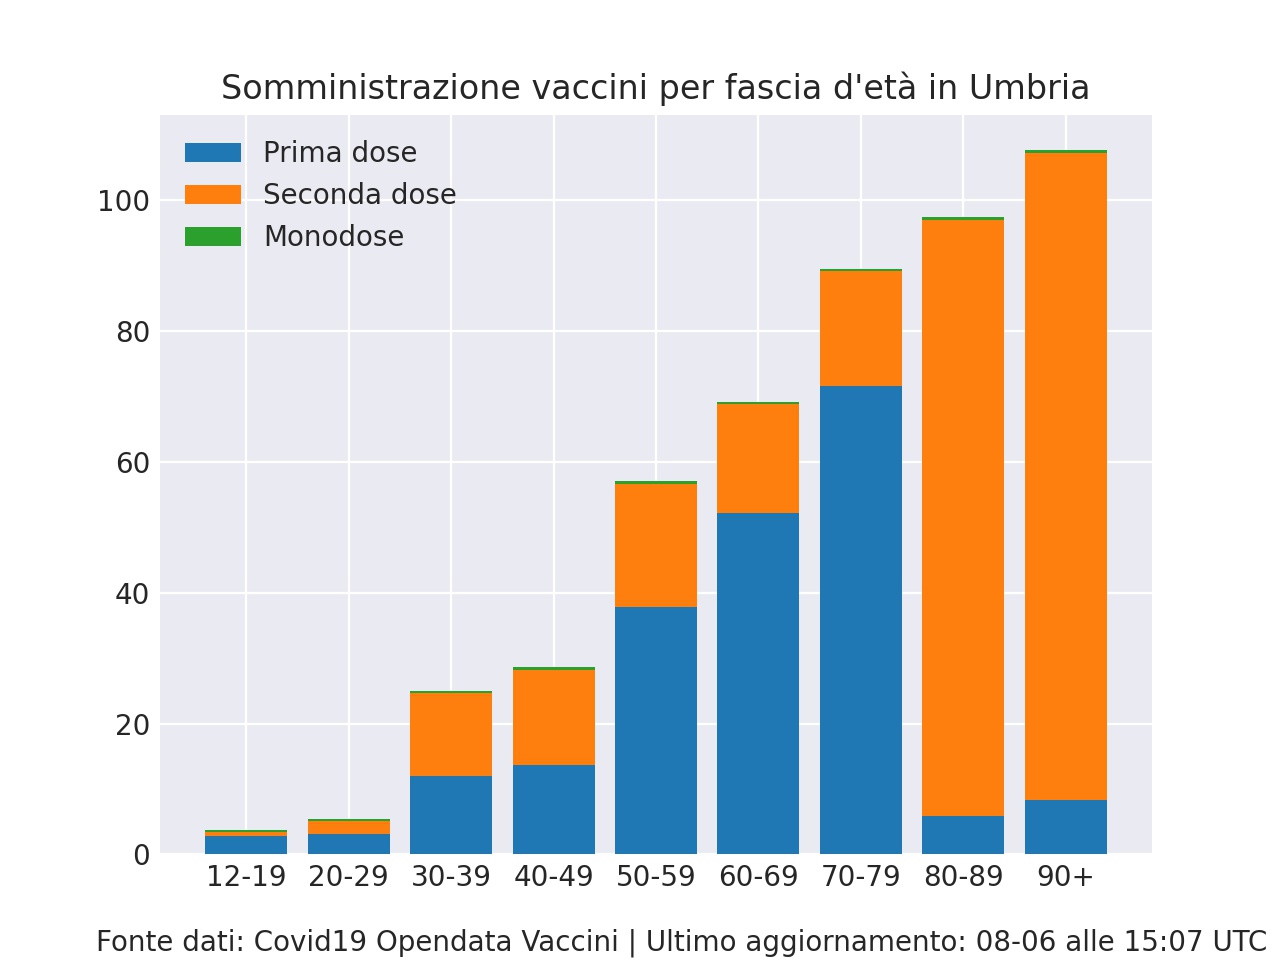 Somministrazione vaccini per fascia d'età in Umbria
Prima dose
Seconda dose
Monodose
100
80
60
40
20
0
12-19 20-29 30-39 40-49 50-59 60-69 70-79 80-89 90+
Fonte dati: Covid19 Opendata Vaccini | Ultimo aggiornamento: 08-06 alle 15:07 UTC